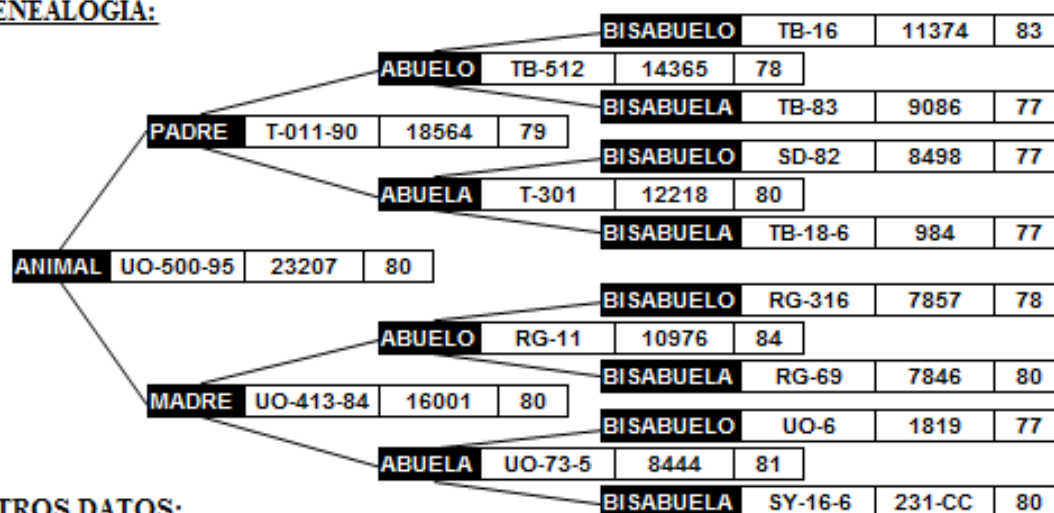 ENEALOGIA:
BISABUELO TB-16 11374 83
ABUELO TB-512 14365 78
BISABUELA TB-83 9086 77
PADRE T-011-90 18564 79
BISABUELO SD-82 8498 77
ABUELA T-301 12218 80
BISABUELA TB-18-6 984 77
ANIMAL UO-500-95 23207 80
BISABUELO RG-316 7857 78
ABUELO RG-11 10976 84
BISABUELA RG-69 7846 80
MADRE UO-413-84 16001 80
BISABUELO UO-6 1819 77
ABUELA UO-73-5 8444 81
BISABUELA SY-16-6 231-CC 80
TROS DATOS: